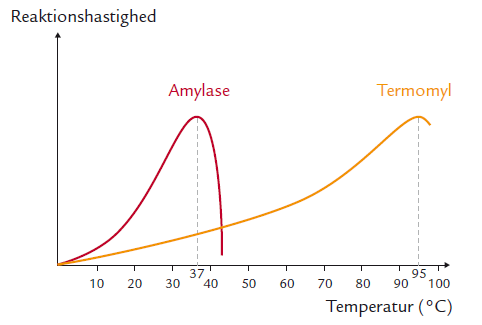 Reaktionshastighed
Amylase
Termomyl
37
95
10 20 30 40 50 60 70 80 90 100
Temperatur (°C)